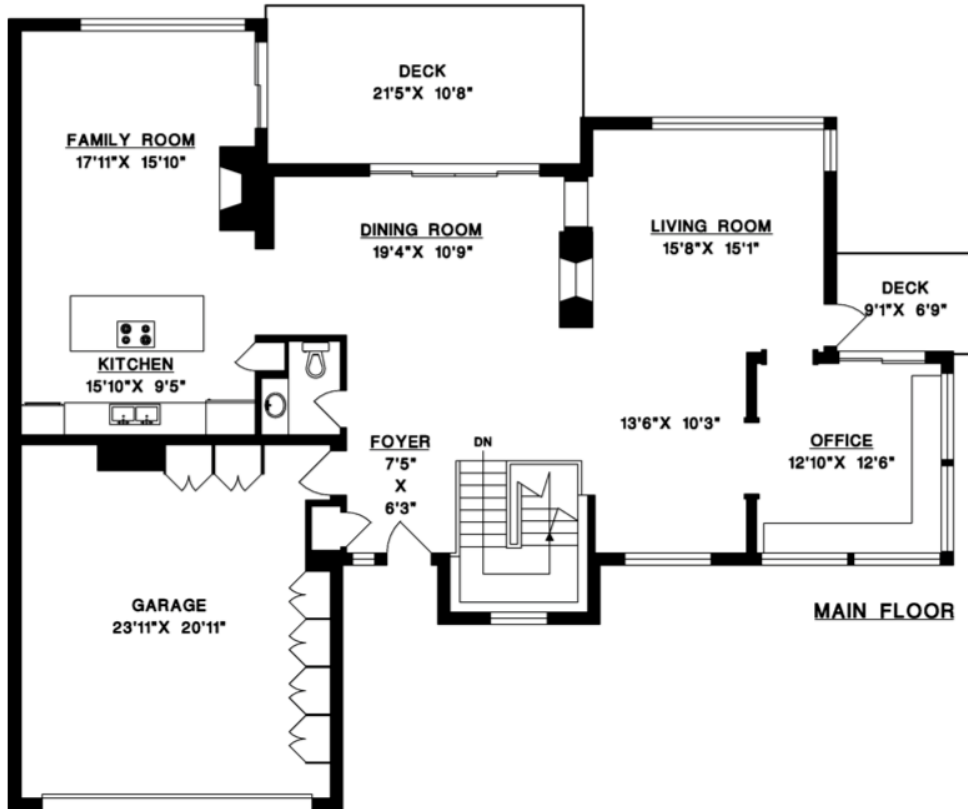 DECK
21'5"X 10'8"
FAMILY ROOM
17'11"X 15'10"
DINING ROOM
19'4"X 10'9"
LIVING ROOM
15'8"X 15'1"
DECK
9'1"X 6'9"
KITCHEN
15'10"X 9'5"
FOYER
7'5"
X
6'3"
DN
13'6"X 10'3"
OFFICE
12'10"X 12'6"
GARAGE
23'11"X 20'11"
MAIN FLOOR